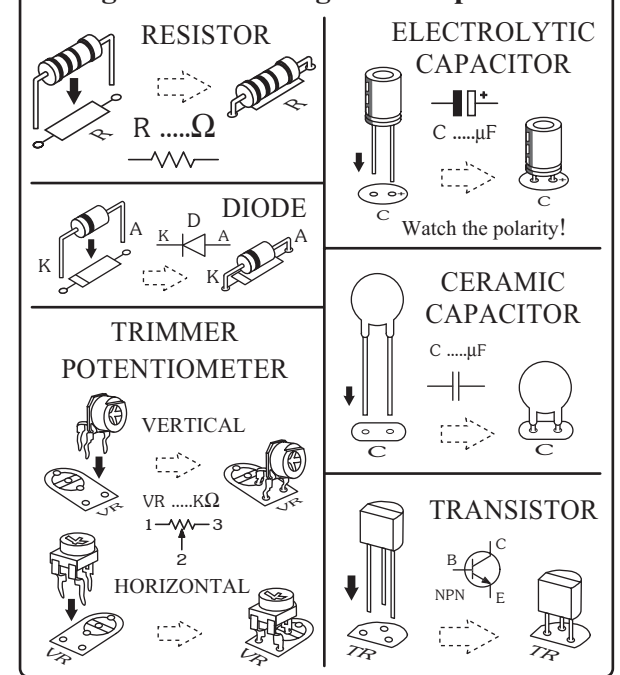 RESISTOR
R
R
R .....Ω
DIODE
D
K
A
K
A
K
A
TRIMMER
POTENTIOMETER
VERTICAL
VR
VR
VR .....KΩ
1
3
2
HORIZONTAL
VR
VR
ELECTROLYTIC
CAPACITOR
+
C .....µF
+
C
+
C
Watch the polarity!
CERAMIC
CAPACITOR
C .....µF
C
C
TRANSISTOR
C
B
NPN
E
TR
TR